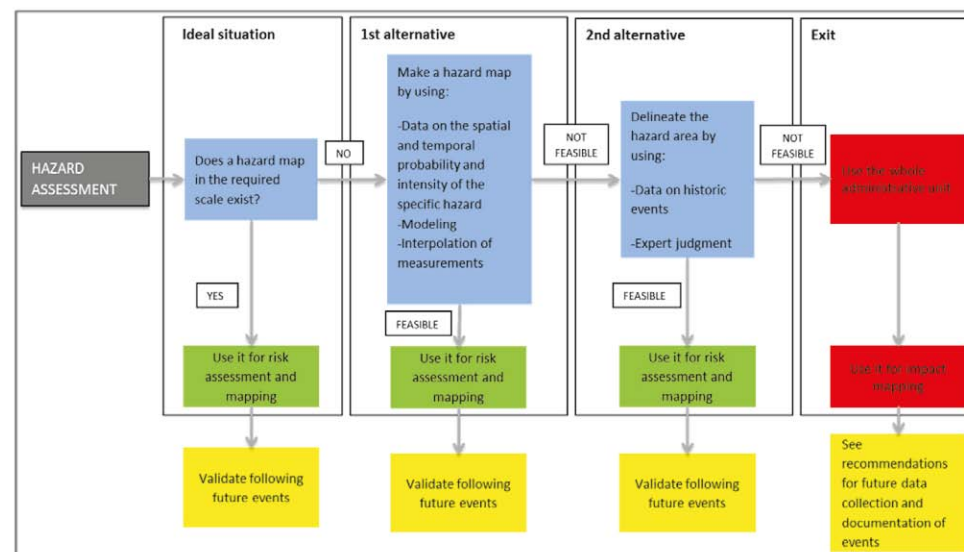 Ideal situation
1st alternative
2nd alternative
Exit
HAZARD
ASSESSMENT
Does a hazard map
in the required
scale exist?
NO
YES
Use it for risk
assessment and
mapping
Validate following
future events
Make a hazard map
by using:
-Data on the spatial
and temporal
probability and
intensity of the
specific hazard
-Modeling
-Interpolation of
measurements
NOT
FEASIBLE
FEASIBLE
Use it for risk
assessment and
mapping
Validate following
future events
Delineate the
hazard area by
using:
-Data on historic
events
-Expert judgment
NOT
FEASIBLE
FEASIBLE
Use it for risk
assessment and
mapping
Validate following
future events
Use the whole
administrative unit
Use it for impact
mapping
See
recommendations
for future data
collection and
documentation of
events